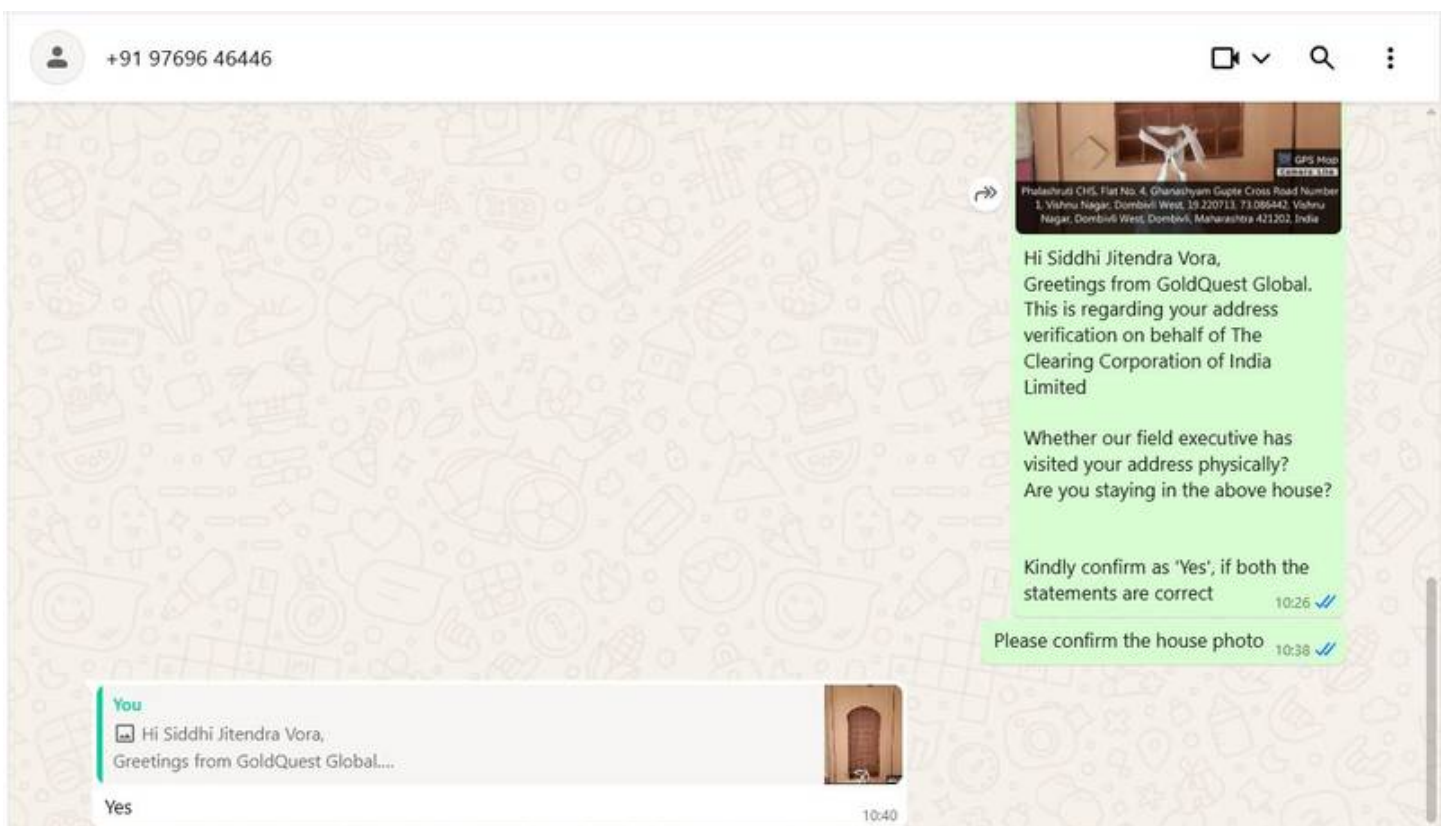 +91 97696 46446
GPS Map
Camera Lite
Phalashruti CHS, Flat No. 4, Ghanashyam Gupte Cross Road Number
1, Vishnu Nagar, Dombivli West, 19.220713, 73.086442, Vishnu
Nagar, Dombivli West, Dombivli, Maharashtra 421202, India
Hi Siddhi Jitendra Vora,
Greetings from GoldQuest Global.
This is regarding your address
verification on behalf of The
Clearing Corporation of India
Limited
Whether our field executive has
visited your address physically?
Are you staying in the above house?
Kindly confirm as 'Yes', if both the
statements are correct
10:26
Please confirm the house photo 10:38
You
Hi Siddhi Jitendra Vora,
Greetings from GoldQuest Global....
Yes
10:40